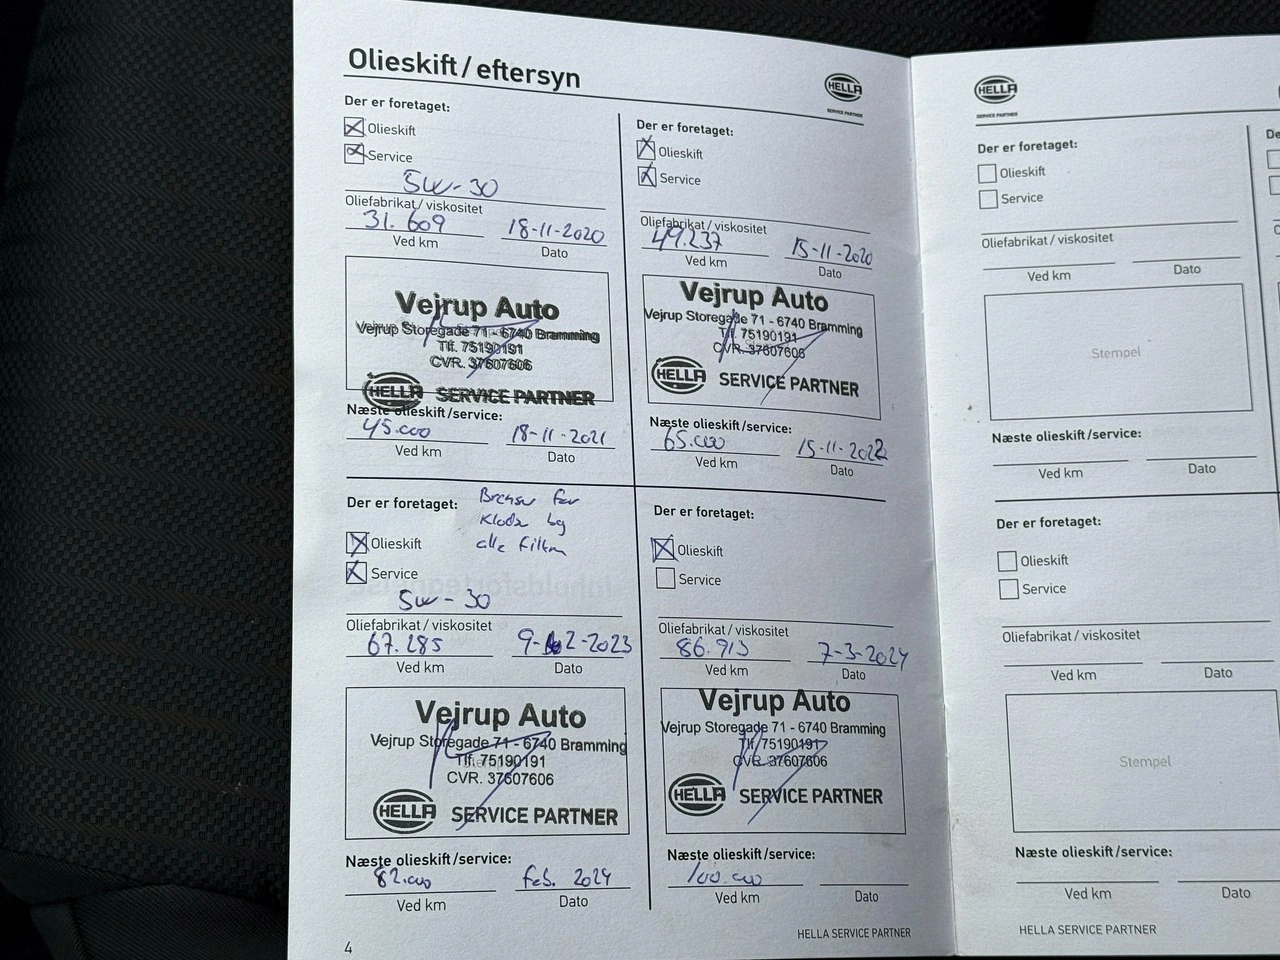 Olieskift / eftersyn
HELLA
SERVICE PARTNER
Der er foretaget:
Olieskift
Service
5W-30
Oliefabrikat / viskositet
31.609 18-11-2020
Ved km Dato
Vejrup Auto
Vejrup Storegade 71 - 6740 Bramming
Tlf. 75190191
CVR. 37607606
HELLA SERVICE PARTNER
Næste olieskift/service:
45.000 18-11-2021
Ved km Dato
Der er foretaget:
Olieskift
Service
Oliefabrikat / viskositet
49.237 15-11-2020
Ved km Dato
Vejrup Auto
Vejrup Storegade 71 - 6740 Bramming
Tlf. 75190191
CVR. 37607606
HELLA SERVICE PARTNER
Næste olieskift/service:
65.000 15-11-2022
Ved km Dato
Der er foretaget:
Bremser for
Klods og
alle filtre
Olieskift
Service
5W-30
Oliefabrikat / viskositet
67.285 9-2-2023
Ved km Dato
Vejrup Auto
Vejrup Storegade 71 - 6740 Bramming
Tlf. 75190191
CVR. 37607606
HELLA SERVICE PARTNER
Næste olieskift/service:
82.000 feb. 2024
Ved km Dato
Der er foretaget:
Olieskift
Service
Oliefabrikat / viskositet
86.913 7-3-2024
Ved km Dato
Vejrup Auto
Vejrup Storegade 71 - 6740 Bramming
Tlf. 75190191
CVR. 37607606
HELLA SERVICE PARTNER
Næste olieskift/service:
100.000
Ved km Dato
4
HELLA SERVICE PARTNER
HELLA
SERVICE PARTNER
Der er foretaget:
Olieskift
Service
Oliefabrikat / viskositet
Ved km Dato
Stempel
Næste olieskift/service:
Ved km Dato
De
Der er foretaget:
Olieskift
Service
Oliefabrikat / viskositet
Ved km Dato
Stempel
Næste olieskift/service:
Ved km Dato
HELLA SERVICE PARTNER